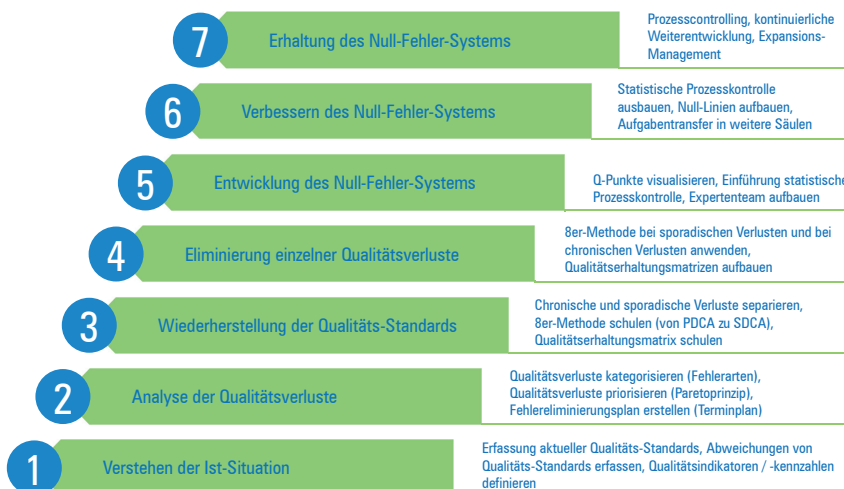 7
Erhaltung des Null-Fehler-Systems
Prozesscontrolling, kontinuierliche
Weiterentwicklung, Expansions-
Management
6
Verbessern des Null-Fehler-Systems
Statistische Prozesskontrolle
ausbauen, Null-Linien aufbauen,
Aufgabentransfer in weitere Säulen
5
Entwicklung des Null-Fehler-Systems
Q-Punkte visualisieren, Einführung statistische
Prozesskontrolle, Expertenteam aufbauen
4
Eliminierung einzelner Qualitätsverluste
8er-Methode bei sporadischen Verlusten und bei
chronischen Verlusten anwenden,
Qualitätserhaltungsmatrizen aufbauen
3
Wiederherstellung der Qualitäts-Standards
Chronische und sporadische Verluste separieren,
8er-Methode schulen (von PDCA zu SDCA),
Qualitätserhaltungsmatrix schulen
2
Analyse der Qualitätsverluste
Qualitätsverluste kategorisieren (Fehlerarten),
Qualitätsverluste priorisieren (Paretoprinzip),
Fehlereliminierungsplan erstellen (Terminplan)
1
Verstehen der Ist-Situation
Erfassung aktueller Qualitäts-Standards, Abweichungen von
Qualitäts-Standards erfassen, Qualitätsindikatoren / -kennzahlen
definieren